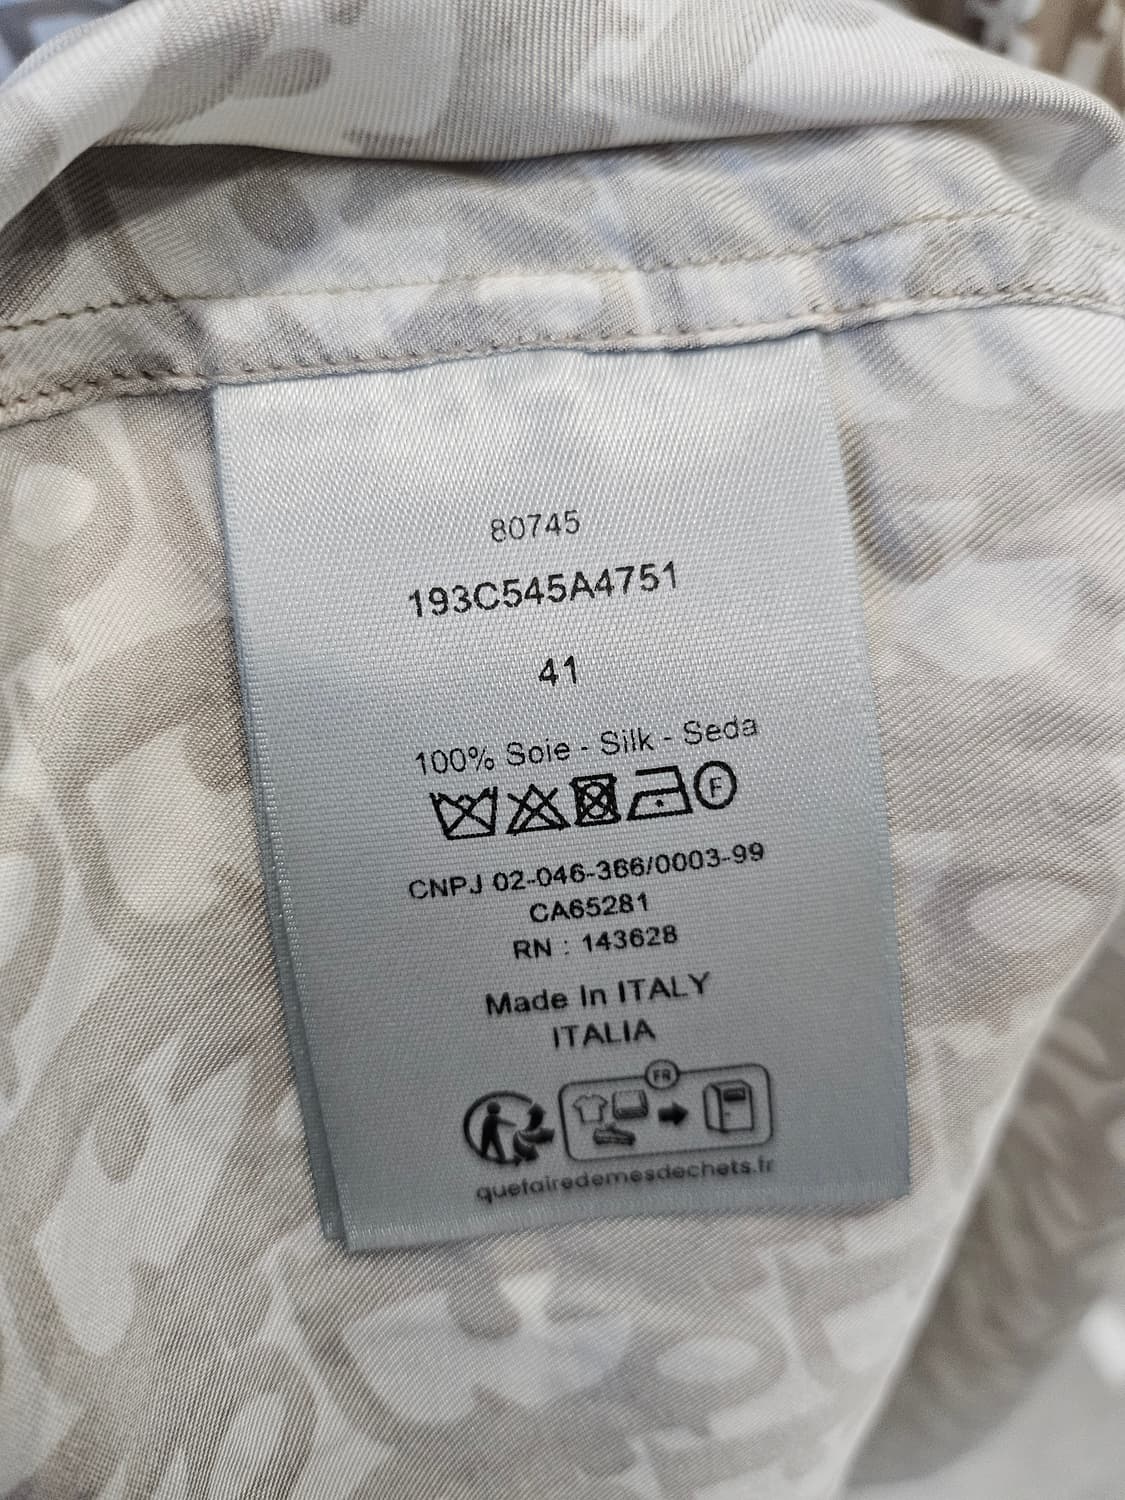 80745
193C545A4751
41
100% Soie - Silk - Seda
F
CNPJ 02-046-366/0003-99
CA65281
RN : 143628
Made In ITALY
ITALIA
FR
quefairedemesdechets.fr